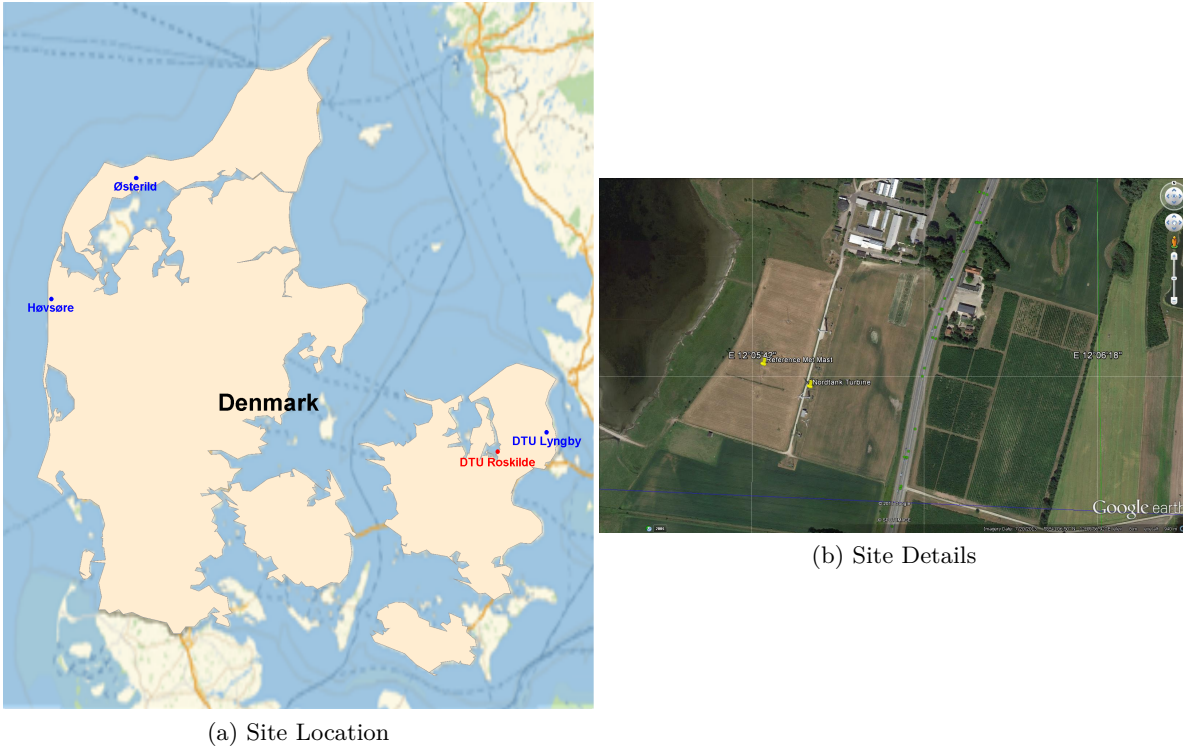 Østerild
Høvsøre
Denmark
DTU Lyngby
DTU Roskilde
(a) Site Location
E 12°05'42"
E 12°06'18"
Reference Met Mast
Nordtank Turbine
Google earth
2005
(b) Site Details